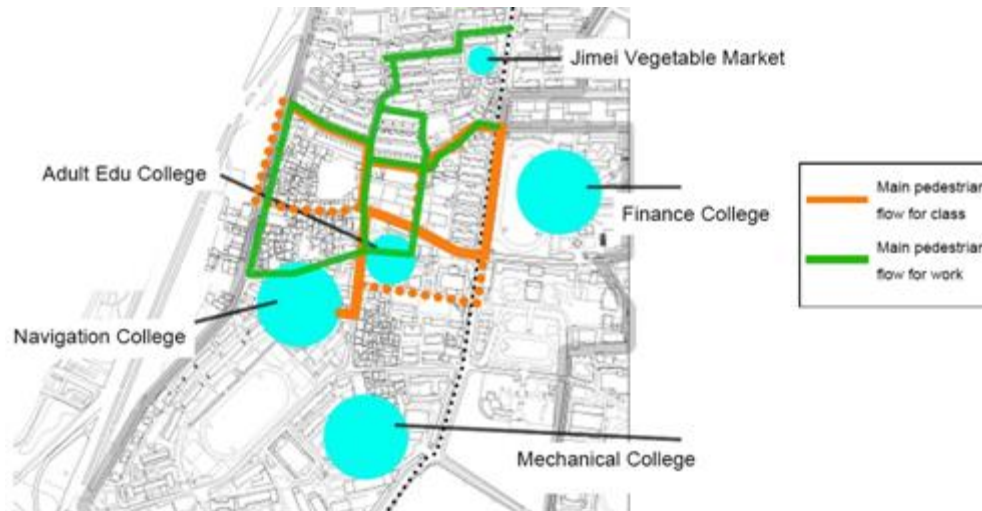 Jimei Vegetable Market
Adult Edu College
Finance College
Main pedestrian
flow for class
Main pedestrian
flow for work
Navigation College
Mechanical College